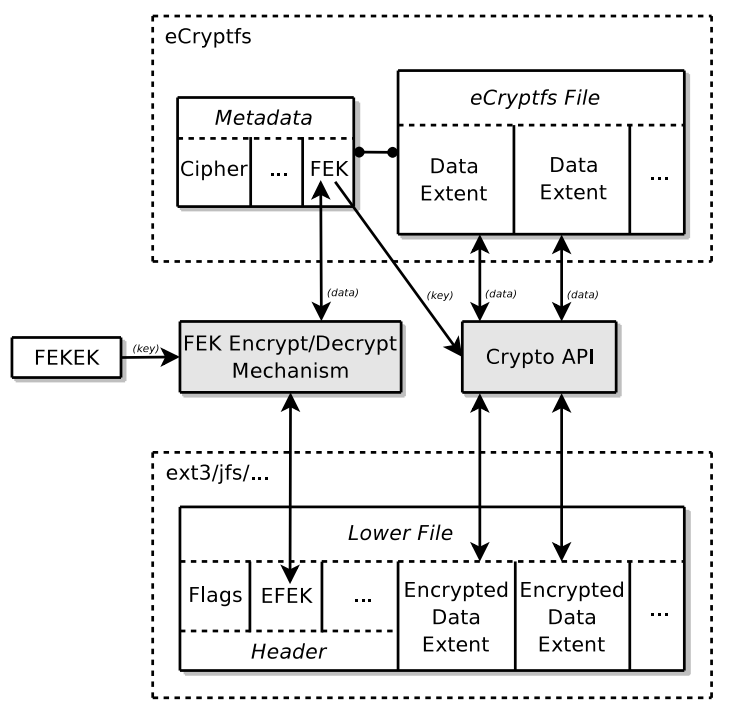 eCryptfs
Metadata
Cipher
...
FEK
eCryptfs File
Data
Extent
Data
Extent
...
(data)
(key)
(data)
(data)
FEKEK
(key)
FEK Encrypt/Decrypt
Mechanism
Crypto API
ext3/jfs/...
Lower File
Flags
EFEK
...
Header
Encrypted
Data
Extent
Encrypted
Data
Extent
...